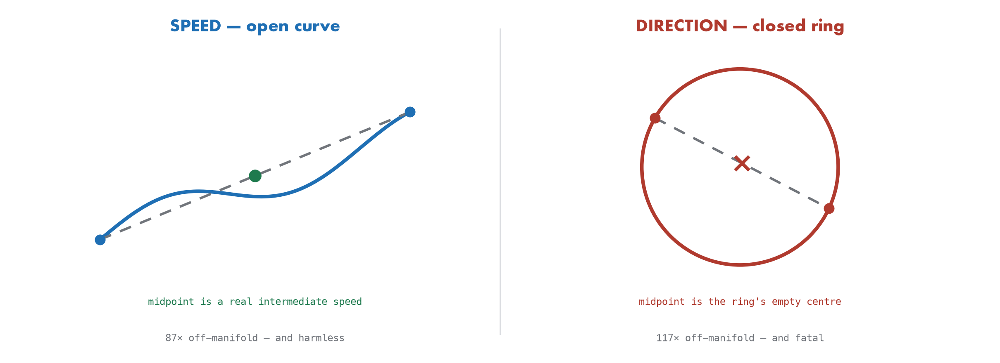 SPEED — open curve
midpoint is a real intermediate speed
87× off−manifold — and harmless
DIRECTION — closed ring
midpoint is the ring's empty centre
117× off−manifold — and fatal